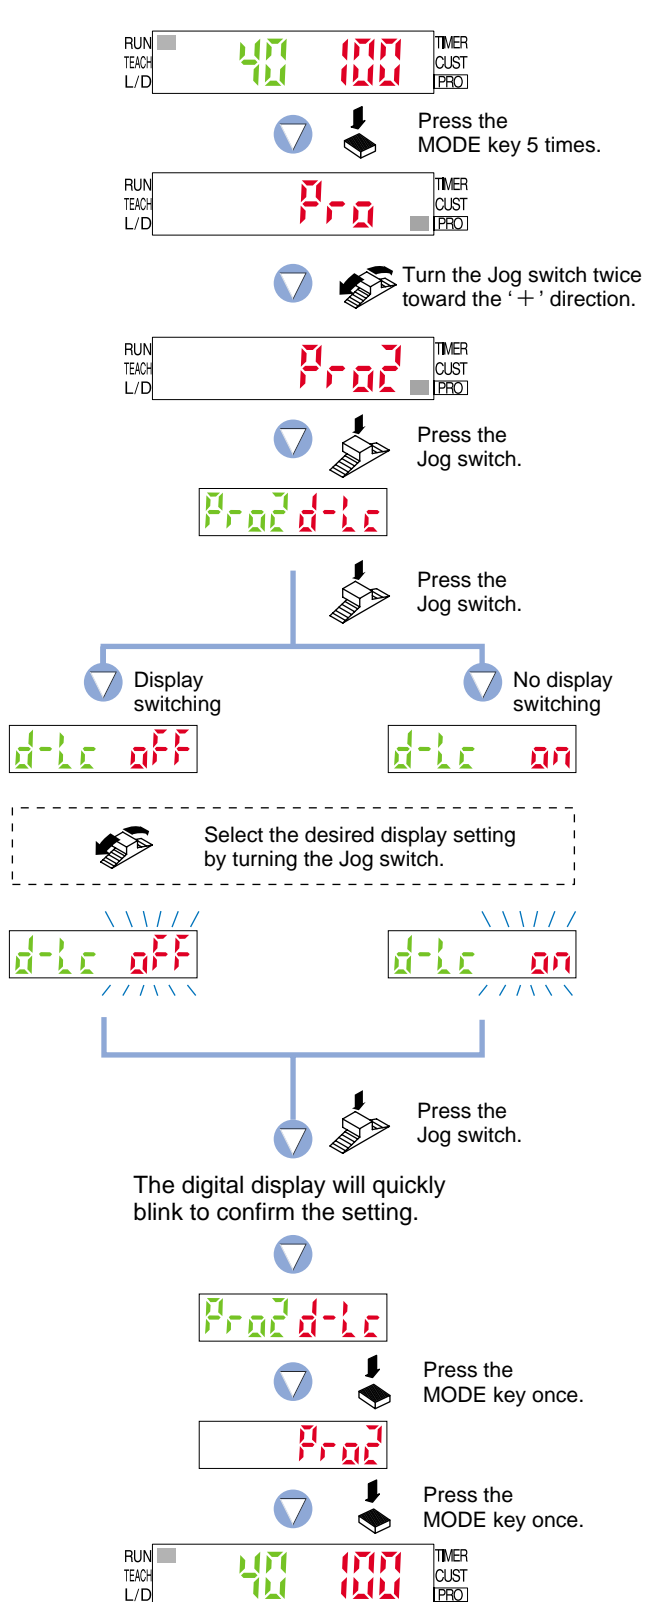 RUN 40 100 TIMER
TEACH CUST
L/D PRO
Press the
MODE key 5 times.
RUN Pro TIMER
TEACH CUST
L/D PRO
Turn the Jog switch twice
toward the ‘＋’ direction.
RUN Pro2 TIMER
TEACH CUST
L/D PRO
Press the
Jog switch.
Pro2 d-Lc
Press the
Jog switch.
Display
switching
No display
switching
d-Lc oFF
d-Lc on
Select the desired display setting
by turning the Jog switch.
d-Lc oFF
d-Lc on
Press the
Jog switch.
The digital display will quickly
blink to confirm the setting.
Pro2 d-Lc
Press the
MODE key once.
Pro2
Press the
MODE key once.
RUN 40 100 TIMER
TEACH CUST
L/D PRO